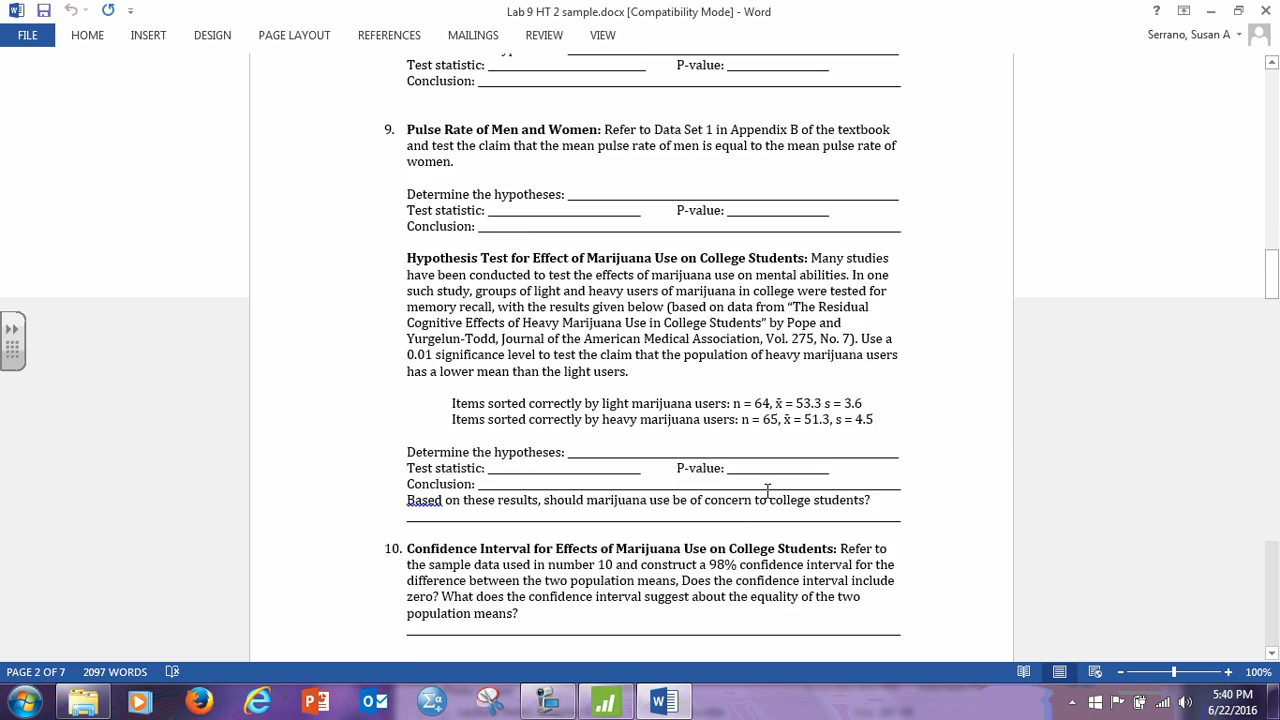 Lab 9 HT 2 sample.docx [Compatibility Mode] - Word
FILE HOME INSERT DESIGN PAGE LAYOUT REFERENCES MAILINGS REVIEW VIEW Serrano, Susan A
Test statistic: ____________ P-value: ____________
Conclusion: ____________
9. Pulse Rate of Men and Women: Refer to Data Set 1 in Appendix B of the textbook
and test the claim that the mean pulse rate of men is equal to the mean pulse rate of
women.
Determine the hypotheses: ____________
Test statistic: ____________ P-value: ____________
Conclusion: ____________
Hypothesis Test for Effect of Marijuana Use on College Students: Many studies
have been conducted to test the effects of marijuana use on mental abilities. In one
such study, groups of light and heavy users of marijuana in college were tested for
memory recall, with the results given below (based on data from “The Residual
Cognitive Effects of Heavy Marijuana Use in College Students” by Pope and
Yurgelun-Todd, Journal of the American Medical Association, Vol. 275, No. 7). Use a
0.01 significance level to test the claim that the population of heavy marijuana users
has a lower mean than the light users.
Items sorted correctly by light marijuana users: n = 64, x̄ = 53.3 s = 3.6
Items sorted correctly by heavy marijuana users: n = 65, x̄ = 51.3, s = 4.5
Determine the hypotheses: ____________
Test statistic: ____________ P-value: ____________
Conclusion: ____________
Based on these results, should marijuana use be of concern to college students?
10. Confidence Interval for Effects of Marijuana Use on College Students: Refer to
the sample data used in number 10 and construct a 98% confidence interval for the
difference between the two population means, Does the confidence interval include
zero? What does the confidence interval suggest about the equality of the two
population means?
PAGE 2 OF 7 2097 WORDS 100%
5:40 PM
6/22/2016